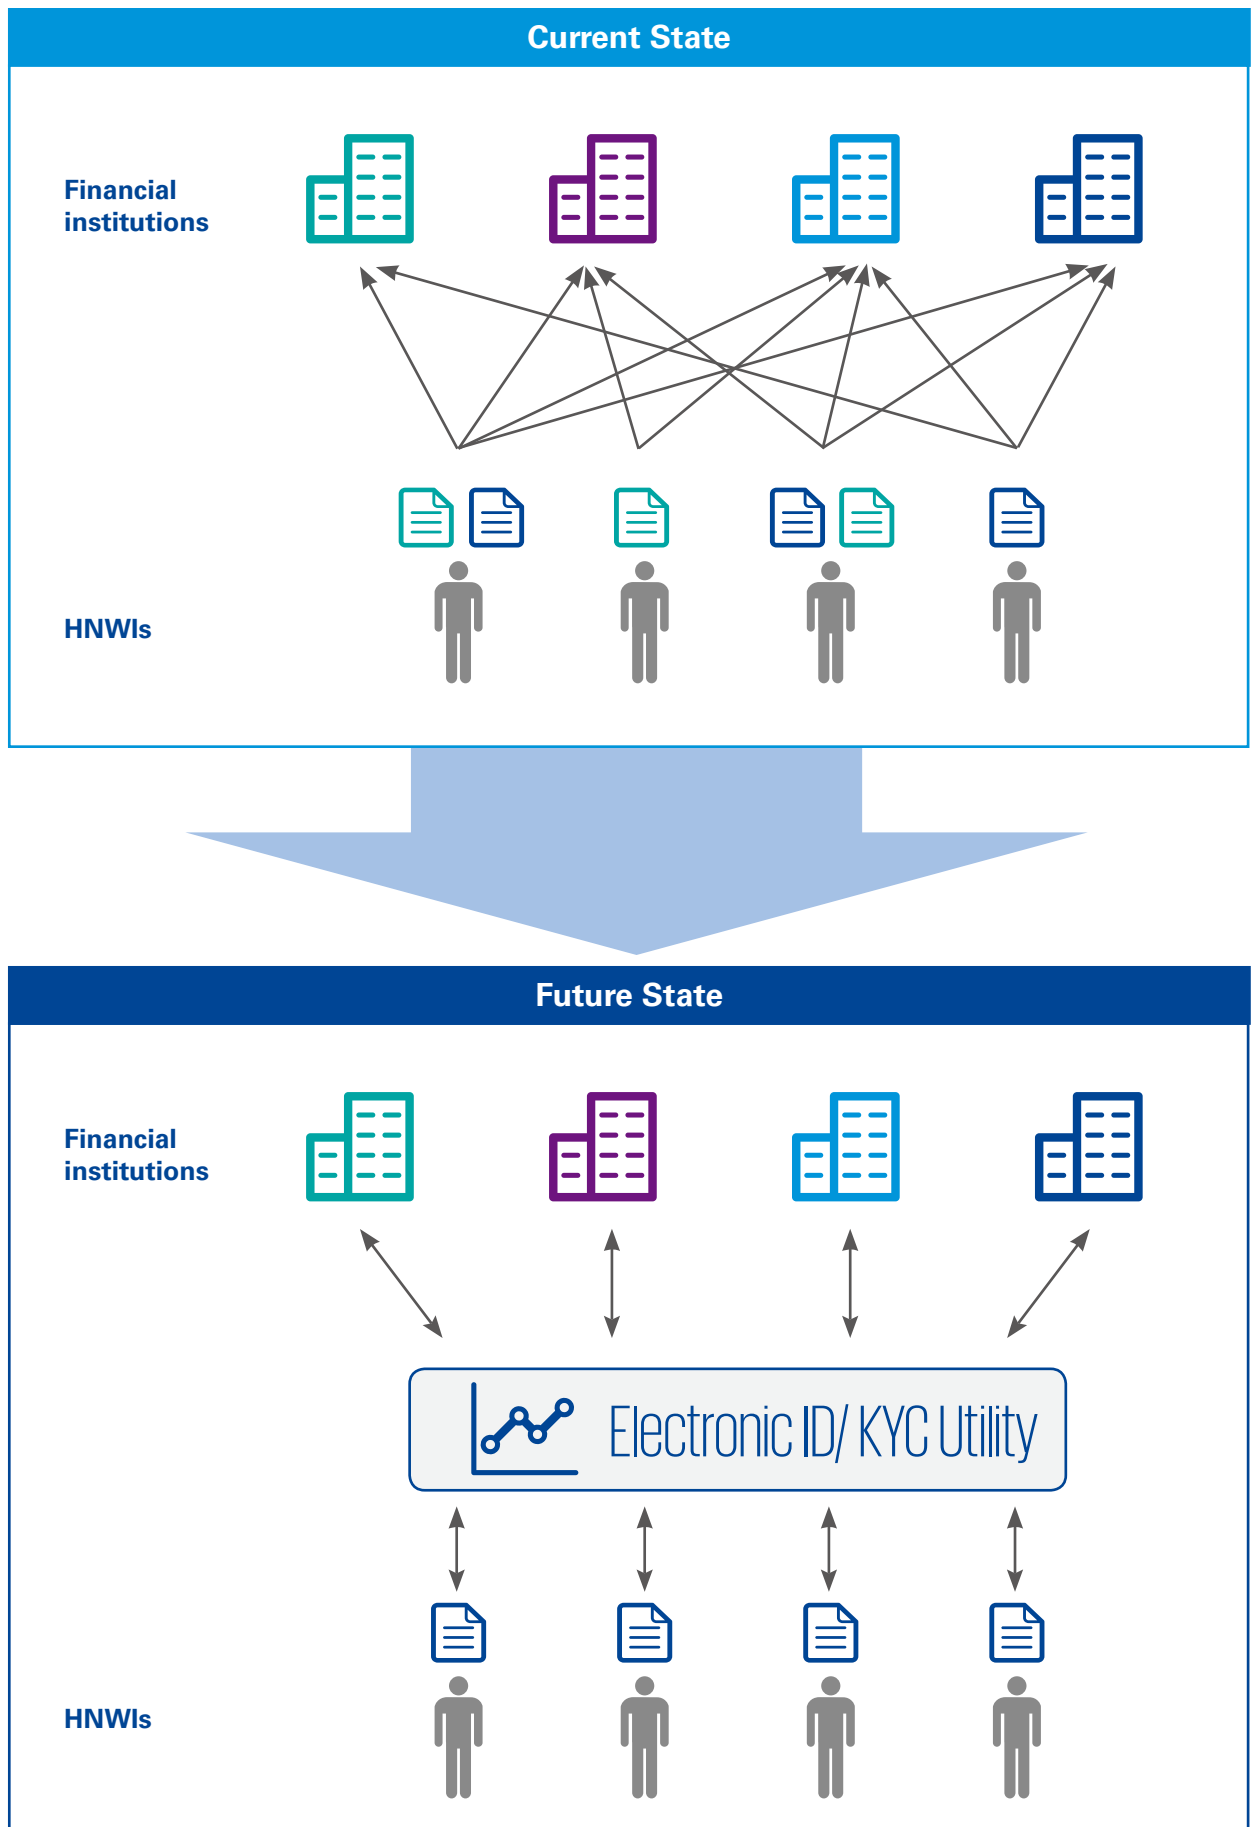 Current State
Financial
institutions
HNWIs
Future State
Financial
institutions
Electronic ID/ KYC Utility
HNWIs